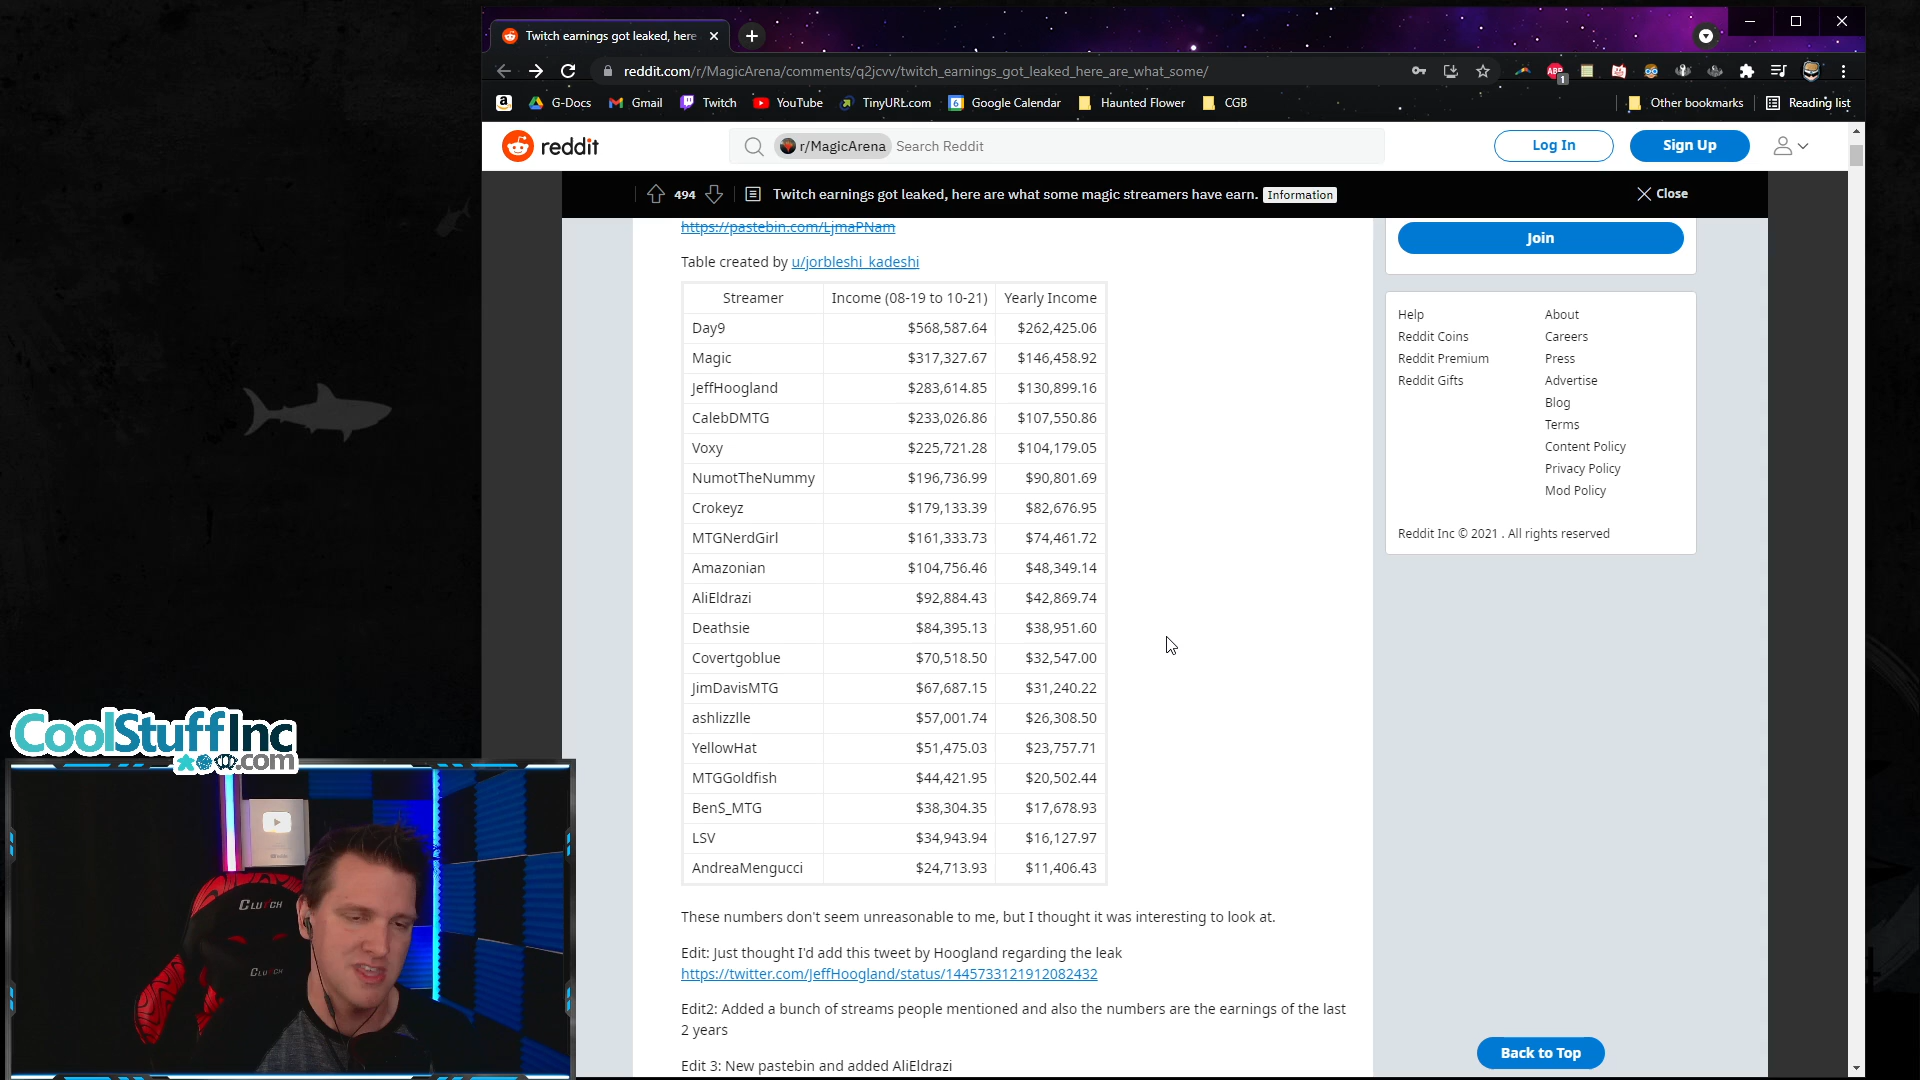 Twitch earnings got leaked, here
reddit.com/r/MagicArena/comments/q2jcvv/twitch_earnings_got_leaked_here_are_what_some/
G-Docs Gmail Twitch YouTube TinyURL.com Google Calendar Haunted Flower CGB Other bookmarks Reading list
reddit r/MagicArena Search Reddit Log In Sign Up
494 Twitch earnings got leaked, here are what some magic streamers have earn. Information Close
https://pastebin.com/LjmaPNam
Table created by u/jorbleshi_kadeshi
Streamer Income (08-19 to 10-21) Yearly Income
Day9 $568,587.64 $262,425.06
Magic $317,327.67 $146,458.92
JeffHoogland $283,614.85 $130,899.16
CalebDMTG $233,026.86 $107,550.86
Voxy $225,721.28 $104,179.05
NumotTheNummy $196,736.99 $90,801.69
Crokeyz $179,133.39 $82,676.95
MTGNerdGirl $161,333.73 $74,461.72
Amazonian $104,756.46 $48,349.14
AliEldrazi $92,884.43 $42,869.74
Deathsie $84,395.13 $38,951.60
Covertgoblue $70,518.50 $32,547.00
JimDavisMTG $67,687.15 $31,240.22
ashlizzlle $57,001.74 $26,308.50
YellowHat $51,475.03 $23,757.71
MTGGoldfish $44,421.95 $20,502.44
BenS_MTG $38,304.35 $17,678.93
LSV $34,943.94 $16,127.97
AndreaMengucci $24,713.93 $11,406.43
These numbers don't seem unreasonable to me, but I thought it was interesting to look at.
Edit: Just thought I'd add this tweet by Hoogland regarding the leak
https://twitter.com/JeffHoogland/status/1445733121912082432
Edit2: Added a bunch of streams people mentioned and also the numbers are the earnings of the last
2 years
Edit 3: New pastebin and added AliEldrazi
Join
Help About
Reddit Coins Careers
Reddit Premium Press
Reddit Gifts Advertise
Blog
Terms
Content Policy
Privacy Policy
Mod Policy
Reddit Inc © 2021 . All rights reserved
Back to Top
CoolStuffInc
.com
CLUTCH
CLUTCH